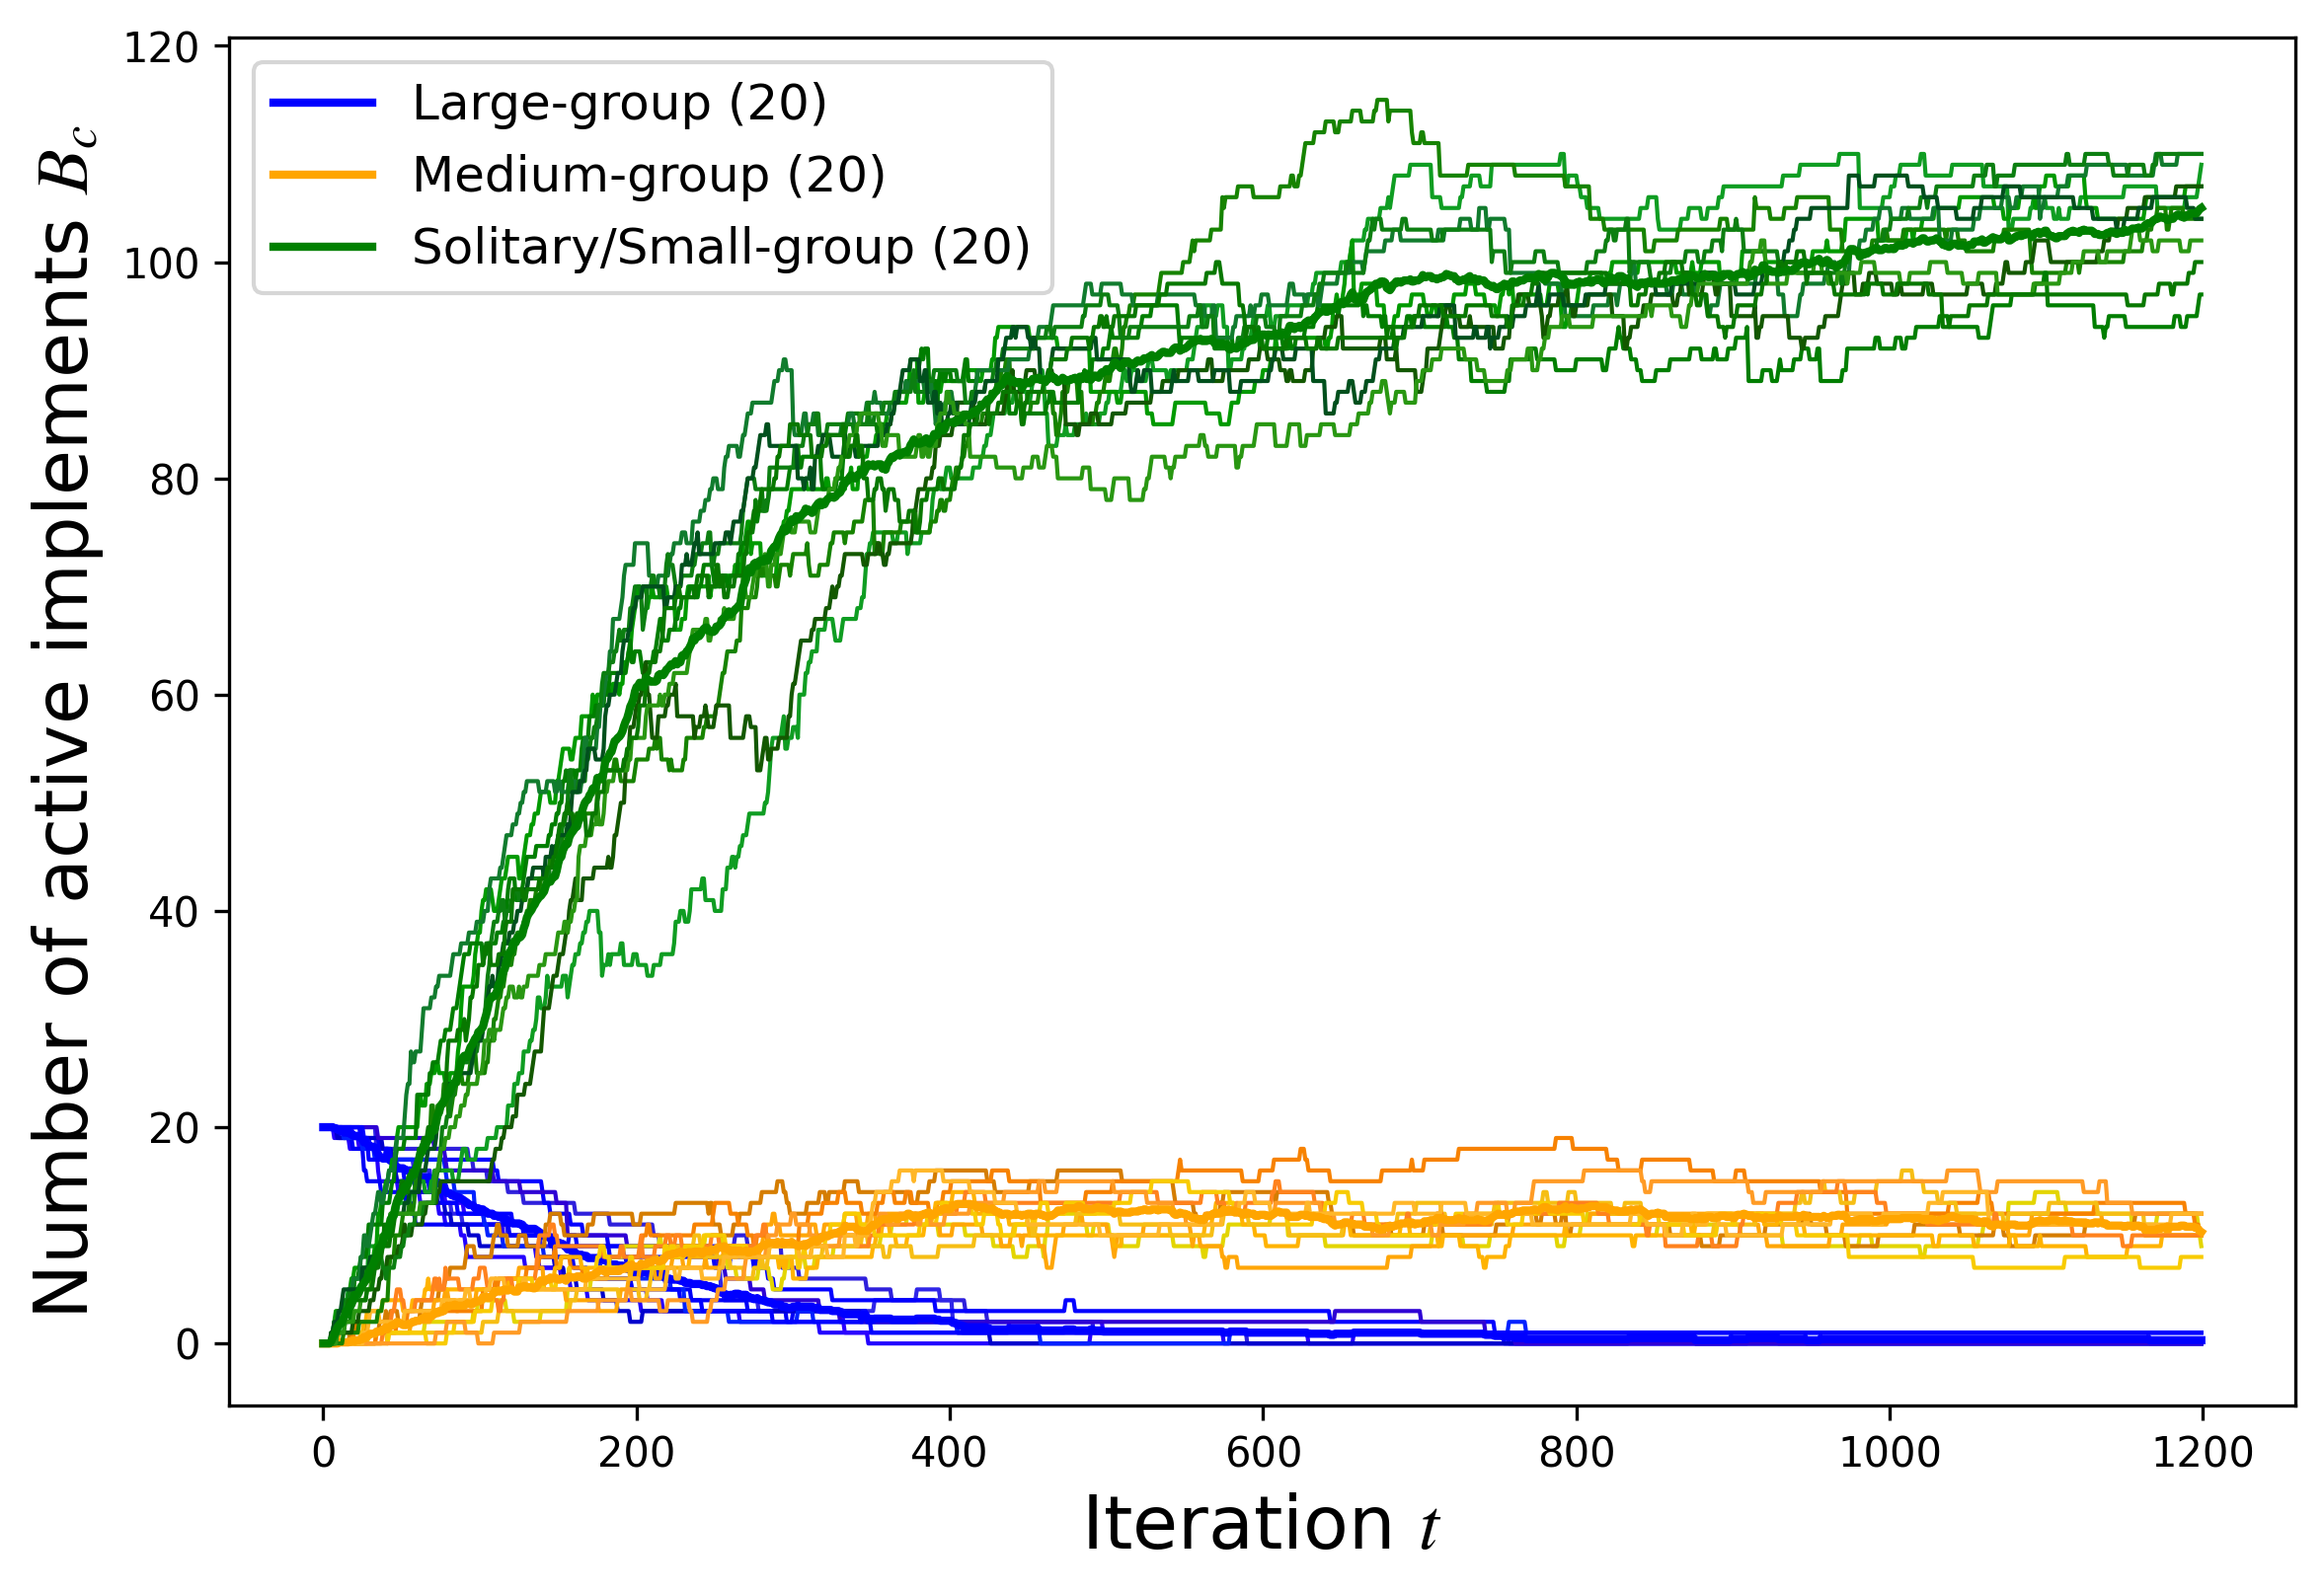 Number of active implements B_c
120
100
80
60
40
20
0
Large-group (20)
Medium-group (20)
Solitary/Small-group (20)
0 200 400 600 800 1000 1200
Iteration t